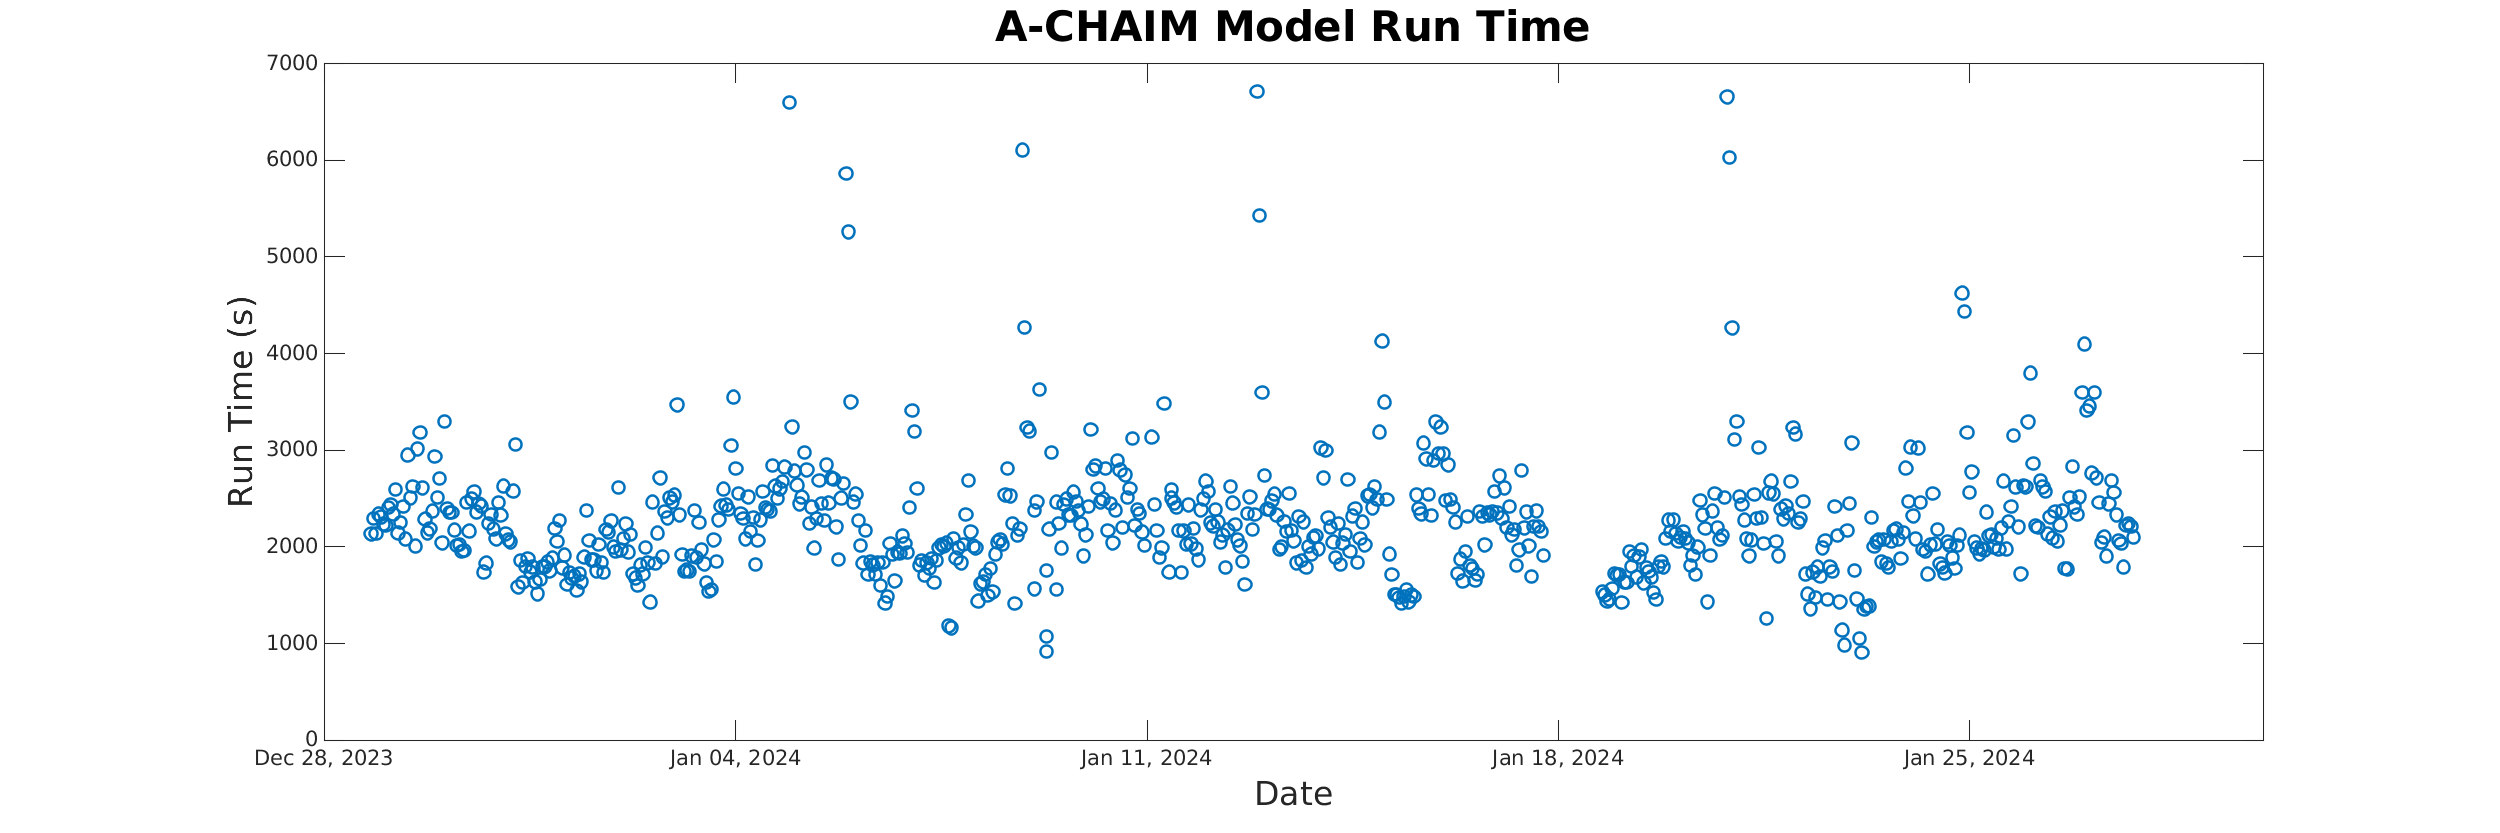 A-CHAIM Model Run Time
7000
6000
5000
4000
3000
2000
1000
0
Run Time (s)
Dec 28, 2023 Jan 04, 2024 Jan 11, 2024 Jan 18, 2024 Jan 25, 2024
Date